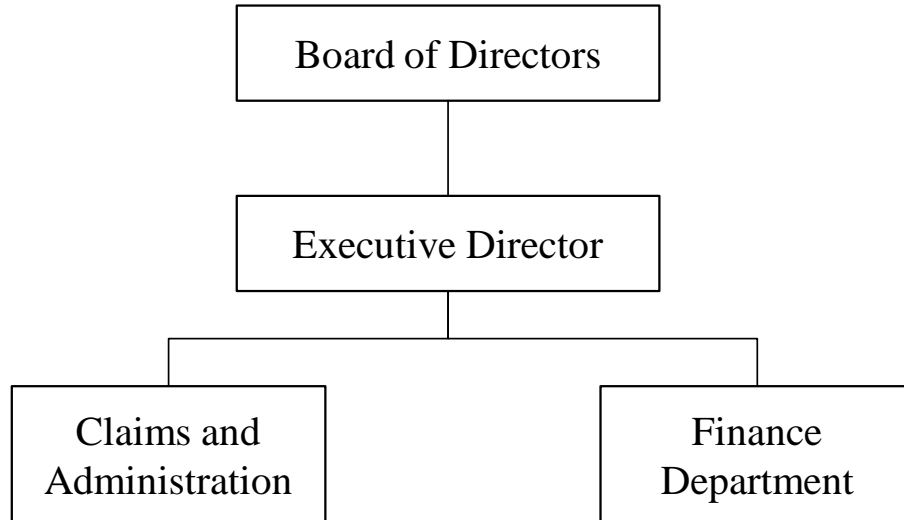 Board of Directors
Executive Director
Claims and
Administration
Finance
Department